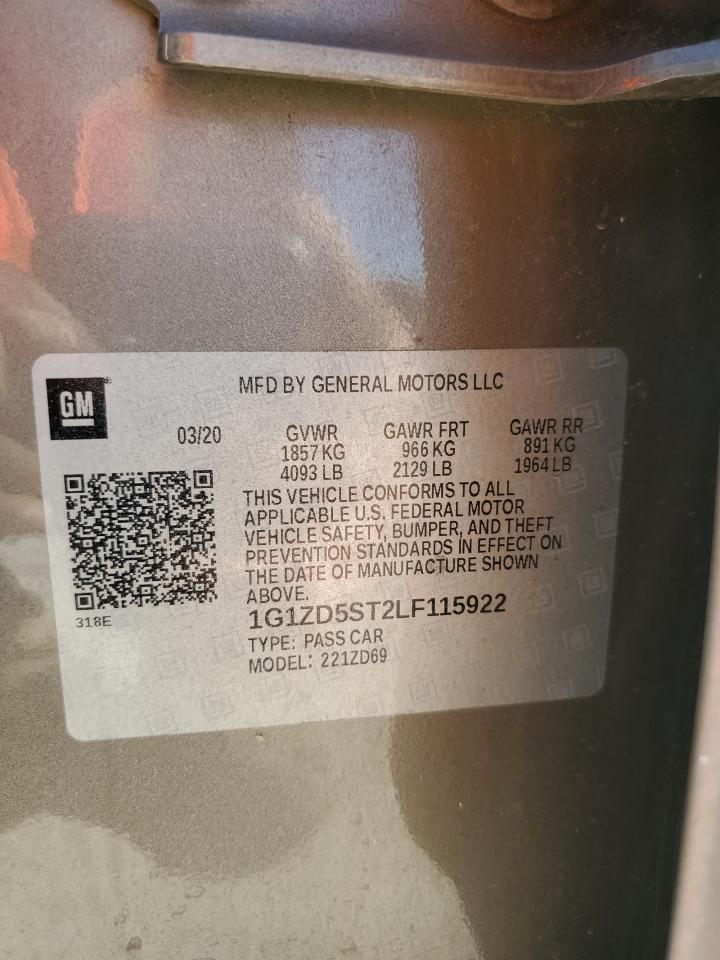 GM
MFD BY GENERAL MOTORS LLC
03/20
GVWR GAWR FRT GAWR RR
1857 KG 966 KG 891 KG
4093 LB 2129 LB 1964 LB
THIS VEHICLE CONFORMS TO ALL
APPLICABLE U.S. FEDERAL MOTOR
VEHICLE SAFETY, BUMPER, AND THEFT
PREVENTION STANDARDS IN EFFECT ON
THE DATE OF MANUFACTURE SHOWN
ABOVE.
318E
1G1ZD5ST2LF115922
TYPE: PASS CAR
MODEL: 221ZD69